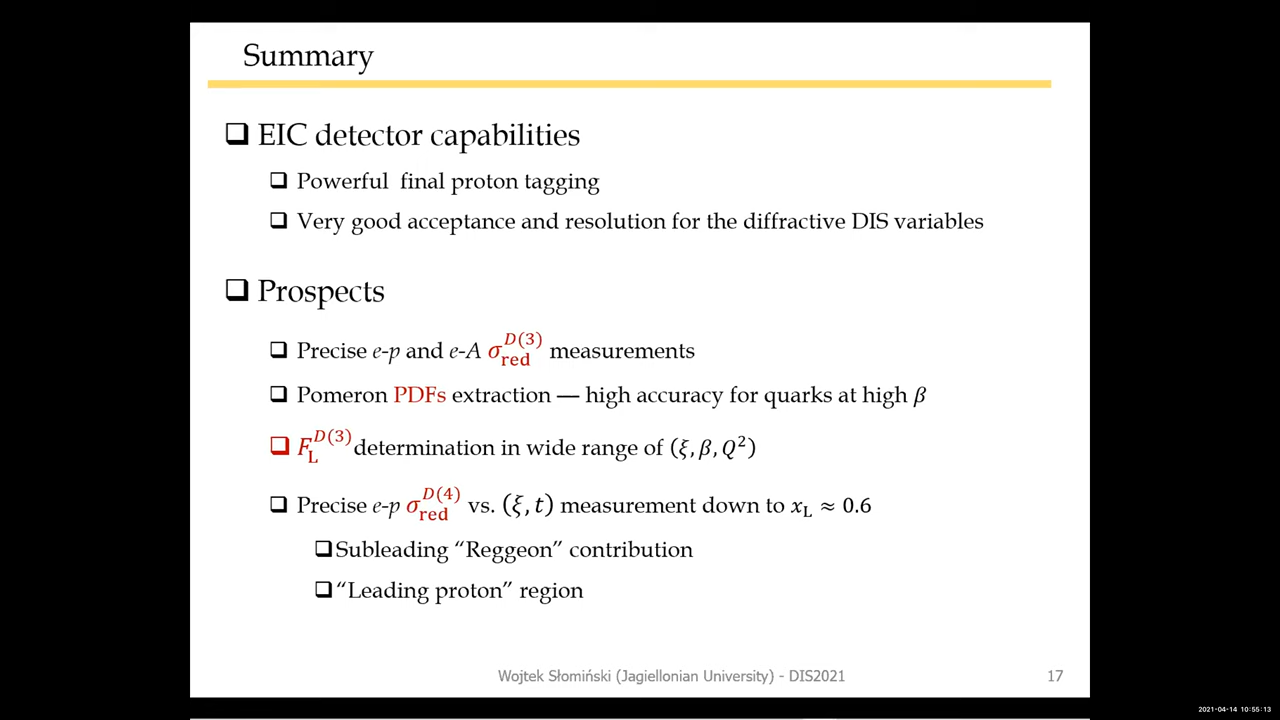 Summary
❑ EIC detector capabilities
❑ Powerful final proton tagging
❑ Very good acceptance and resolution for the diffractive DIS variables
❑ Prospects
❑ Precise e-p and e-A σ_red^D(3) measurements
❑ Pomeron PDFs extraction — high accuracy for quarks at high β
❑ F_L^D(3) determination in wide range of (ξ, β, Q²)
❑ Precise e-p σ_red^D(4) vs. (ξ, t) measurement down to x_L ≈ 0.6
❑ Subleading “Reggeon” contribution
❑ “Leading proton” region
Wojtek Słomiński (Jagiellonian University) - DIS2021 17
2021-04-14 10:55:13